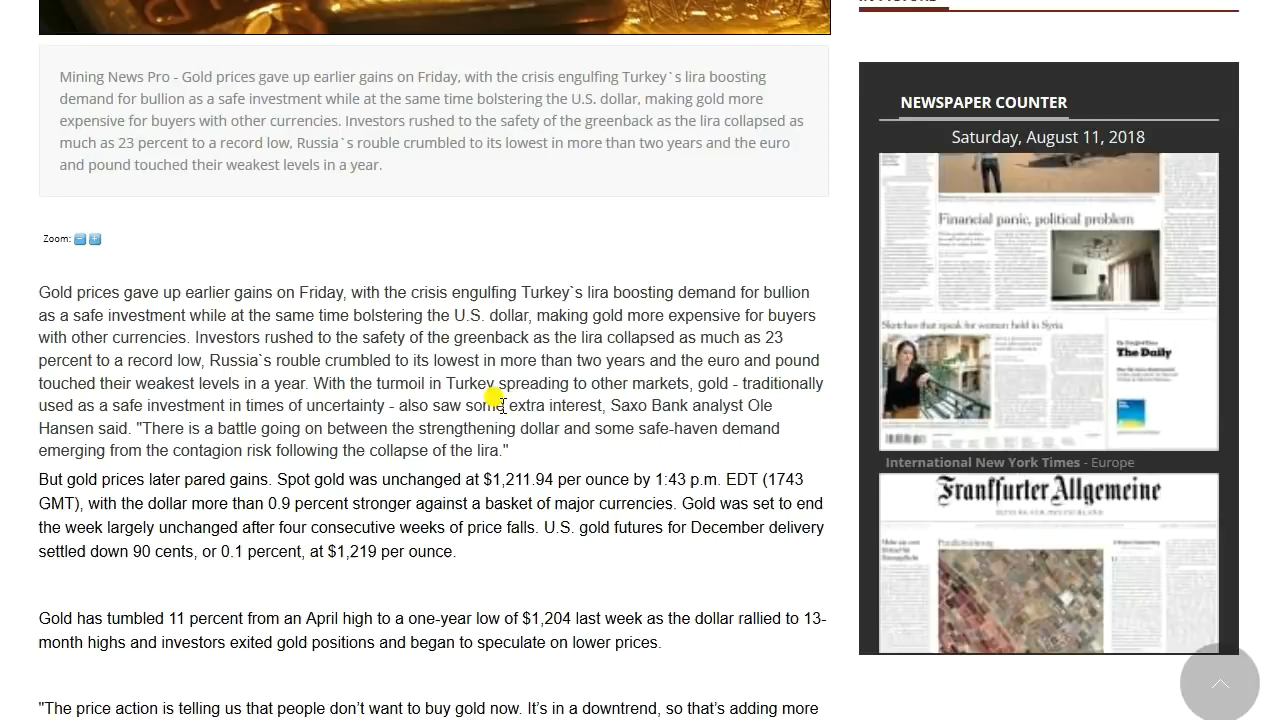 Mining News Pro - Gold prices gave up earlier gains on Friday, with the crisis engulfing Turkey`s lira boosting
demand for bullion as a safe investment while at the same time bolstering the U.S. dollar, making gold more
expensive for buyers with other currencies. Investors rushed to the safety of the greenback as the lira collapsed as
much as 23 percent to a record low, Russia`s rouble crumbled to its lowest in more than two years and the euro
and pound touched their weakest levels in a year.
Zoom:
Gold prices gave up earlier gains on Friday, with the crisis engulfing Turkey`s lira boosting demand for bullion
as a safe investment while at the same time bolstering the U.S. dollar, making gold more expensive for buyers
with other currencies. Investors rushed to the safety of the greenback as the lira collapsed as much as 23
percent to a record low, Russia`s rouble crumbled to its lowest in more than two years and the euro and pound
touched their weakest levels in a year. With the turmoil in Turkey spreading to other markets, gold - traditionally
used as a safe investment in times of uncertainty - also saw some extra interest, Saxo Bank analyst Ole
Hansen said. "There is a battle going on between the strengthening dollar and some safe-haven demand
emerging from the contagion risk following the collapse of the lira."
But gold prices later pared gains. Spot gold was unchanged at $1,211.94 per ounce by 1:43 p.m. EDT (1743
GMT), with the dollar more than 0.9 percent stronger against a basket of major currencies. Gold was set to end
the week largely unchanged after four consecutive weeks of price falls. U.S. gold futures for December delivery
settled down 90 cents, or 0.1 percent, at $1,219 per ounce.
Gold has tumbled 11 percent from an April high to a one-year low of $1,204 last week as the dollar rallied to 13-
month highs and investors exited gold positions and began to speculate on lower prices.
"The price action is telling us that people don’t want to buy gold now. It’s in a downtrend, so that’s adding more
NEWSPAPER COUNTER
Saturday, August 11, 2018
Financial panic, political problem
Sketches that speak for women held in Syria
The Daily
International New York Times - Europe
Frankfurter Allgemeine